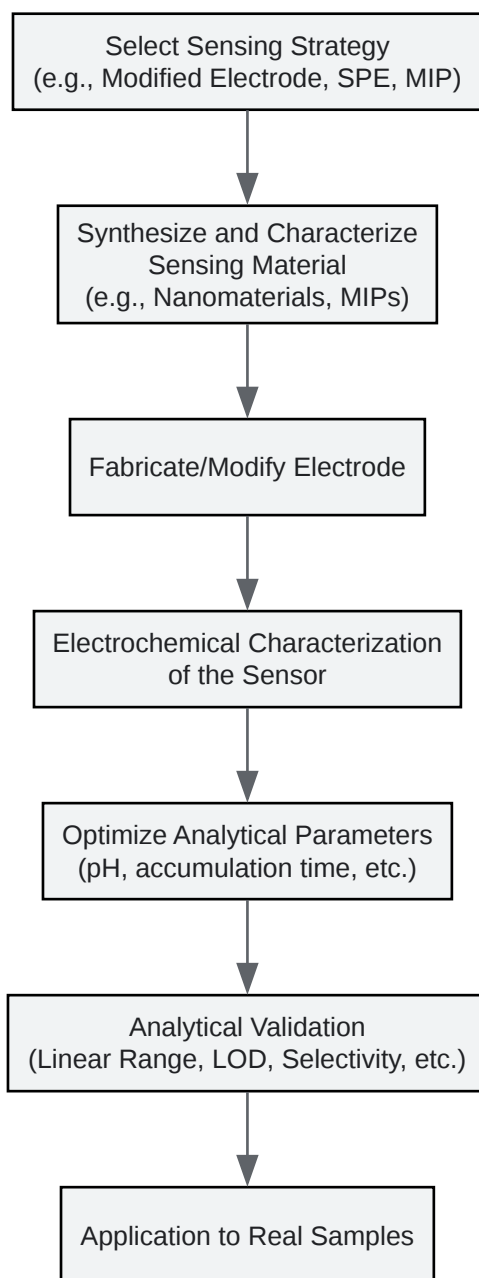 Select Sensing Strategy
(e.g., Modified Electrode, SPE, MIP)
Synthesize and Characterize
Sensing Material
(e.g., Nanomaterials, MIPs)
Fabricate/Modify Electrode
Electrochemical Characterization
of the Sensor
Optimize Analytical Parameters
(pH, accumulation time, etc.)
Analytical Validation
(Linear Range, LOD, Selectivity, etc.)
Application to Real Samples